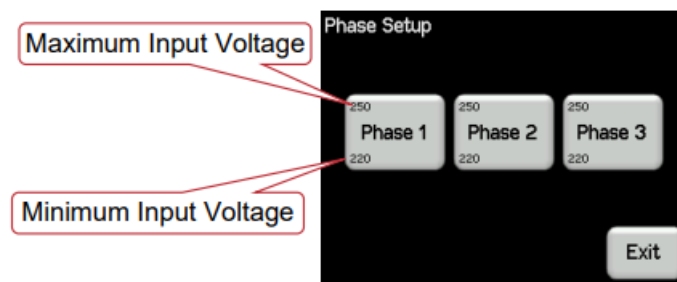 Maximum Input Voltage
Phase Setup
250 250 250
Phase 1 Phase 2 Phase 3
220 220 220
Minimum Input Voltage
Exit